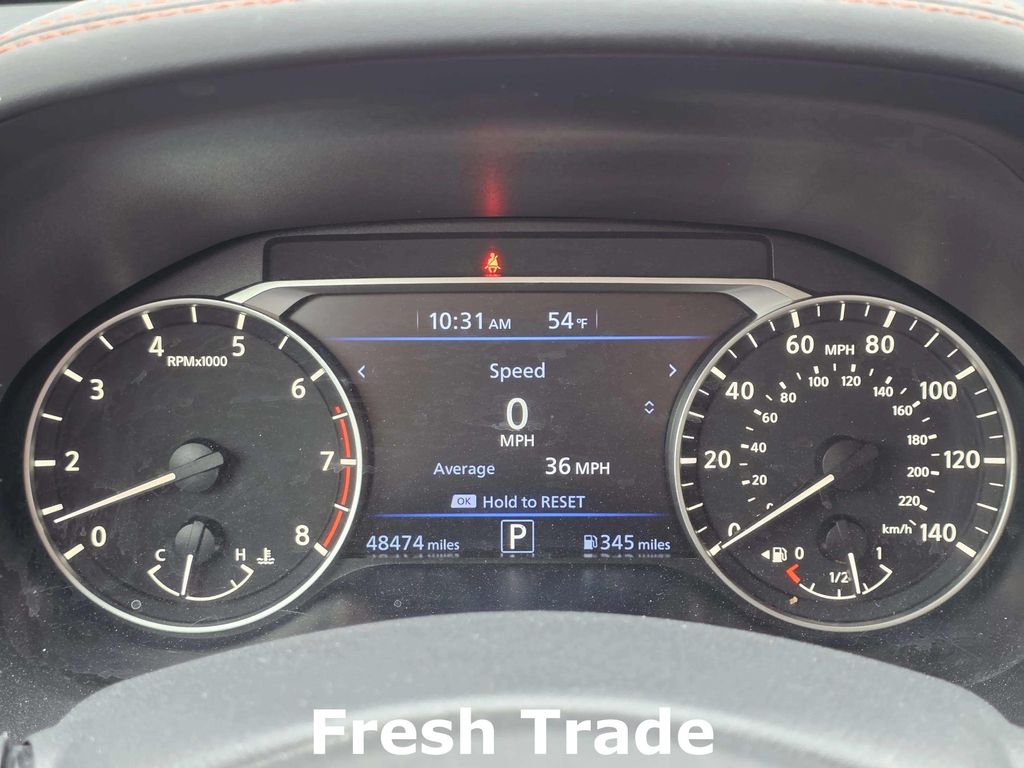 10:31 AM 54°F
Speed
0
MPH
Average 36 MPH
OK Hold to RESET
48474 miles P 345 miles
0 2 3 4 5 6 7 8
RPMx1000
C H
0 20 40 60 80 100 120 140
MPH
0 20 40 60 80 100 120 140 160 180 200 220
km/h
0 1/2 1
Fresh Trade